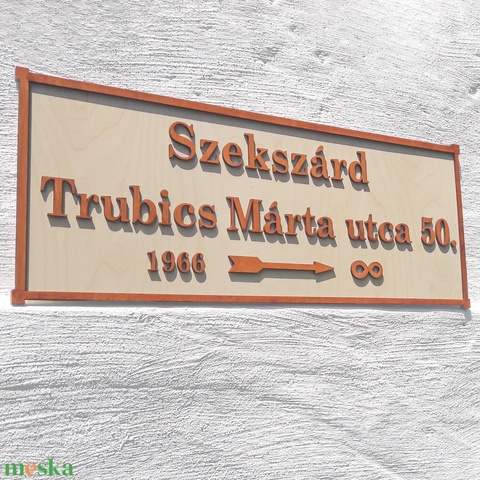 Szekszárd
Trubics Márta utca 50.
1966 → ∞
meska